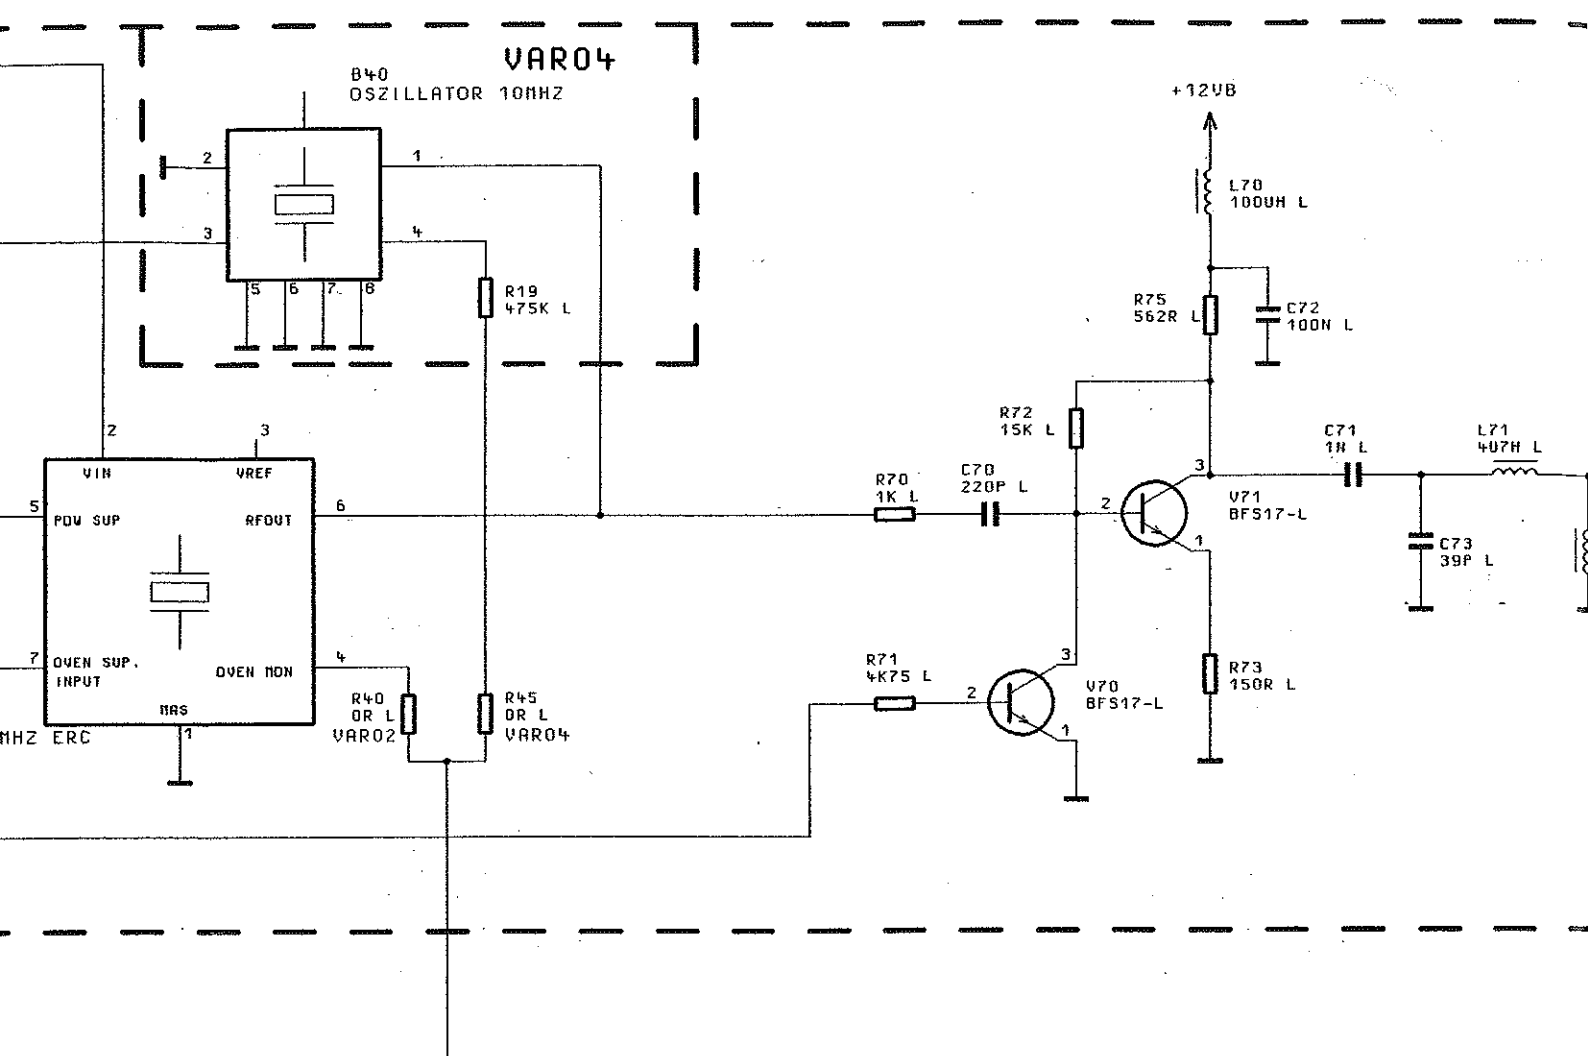 VAR04
B40
OSZILLATOR 10MHZ
2
1
3
4
5
6
7
8
R19
475K L
+12VB
L70
100UH L
R75
562R L
C72
100N L
R72
15K L
2
3
VIN
VREF
5
POW SUP
RFOUT
6
R70
1K L
C70
220P L
2
3
1
V71
BFS17-L
C71
1N L
L71
4U7H L
C73
39P L
7
OVEN SUP.
INPUT
OVEN MON
4
MAS
1
MHZ ERC
R40
0R L
VAR02
R45
0R L
VAR04
R71
4K75 L
2
3
1
V70
BFS17-L
R73
150R L